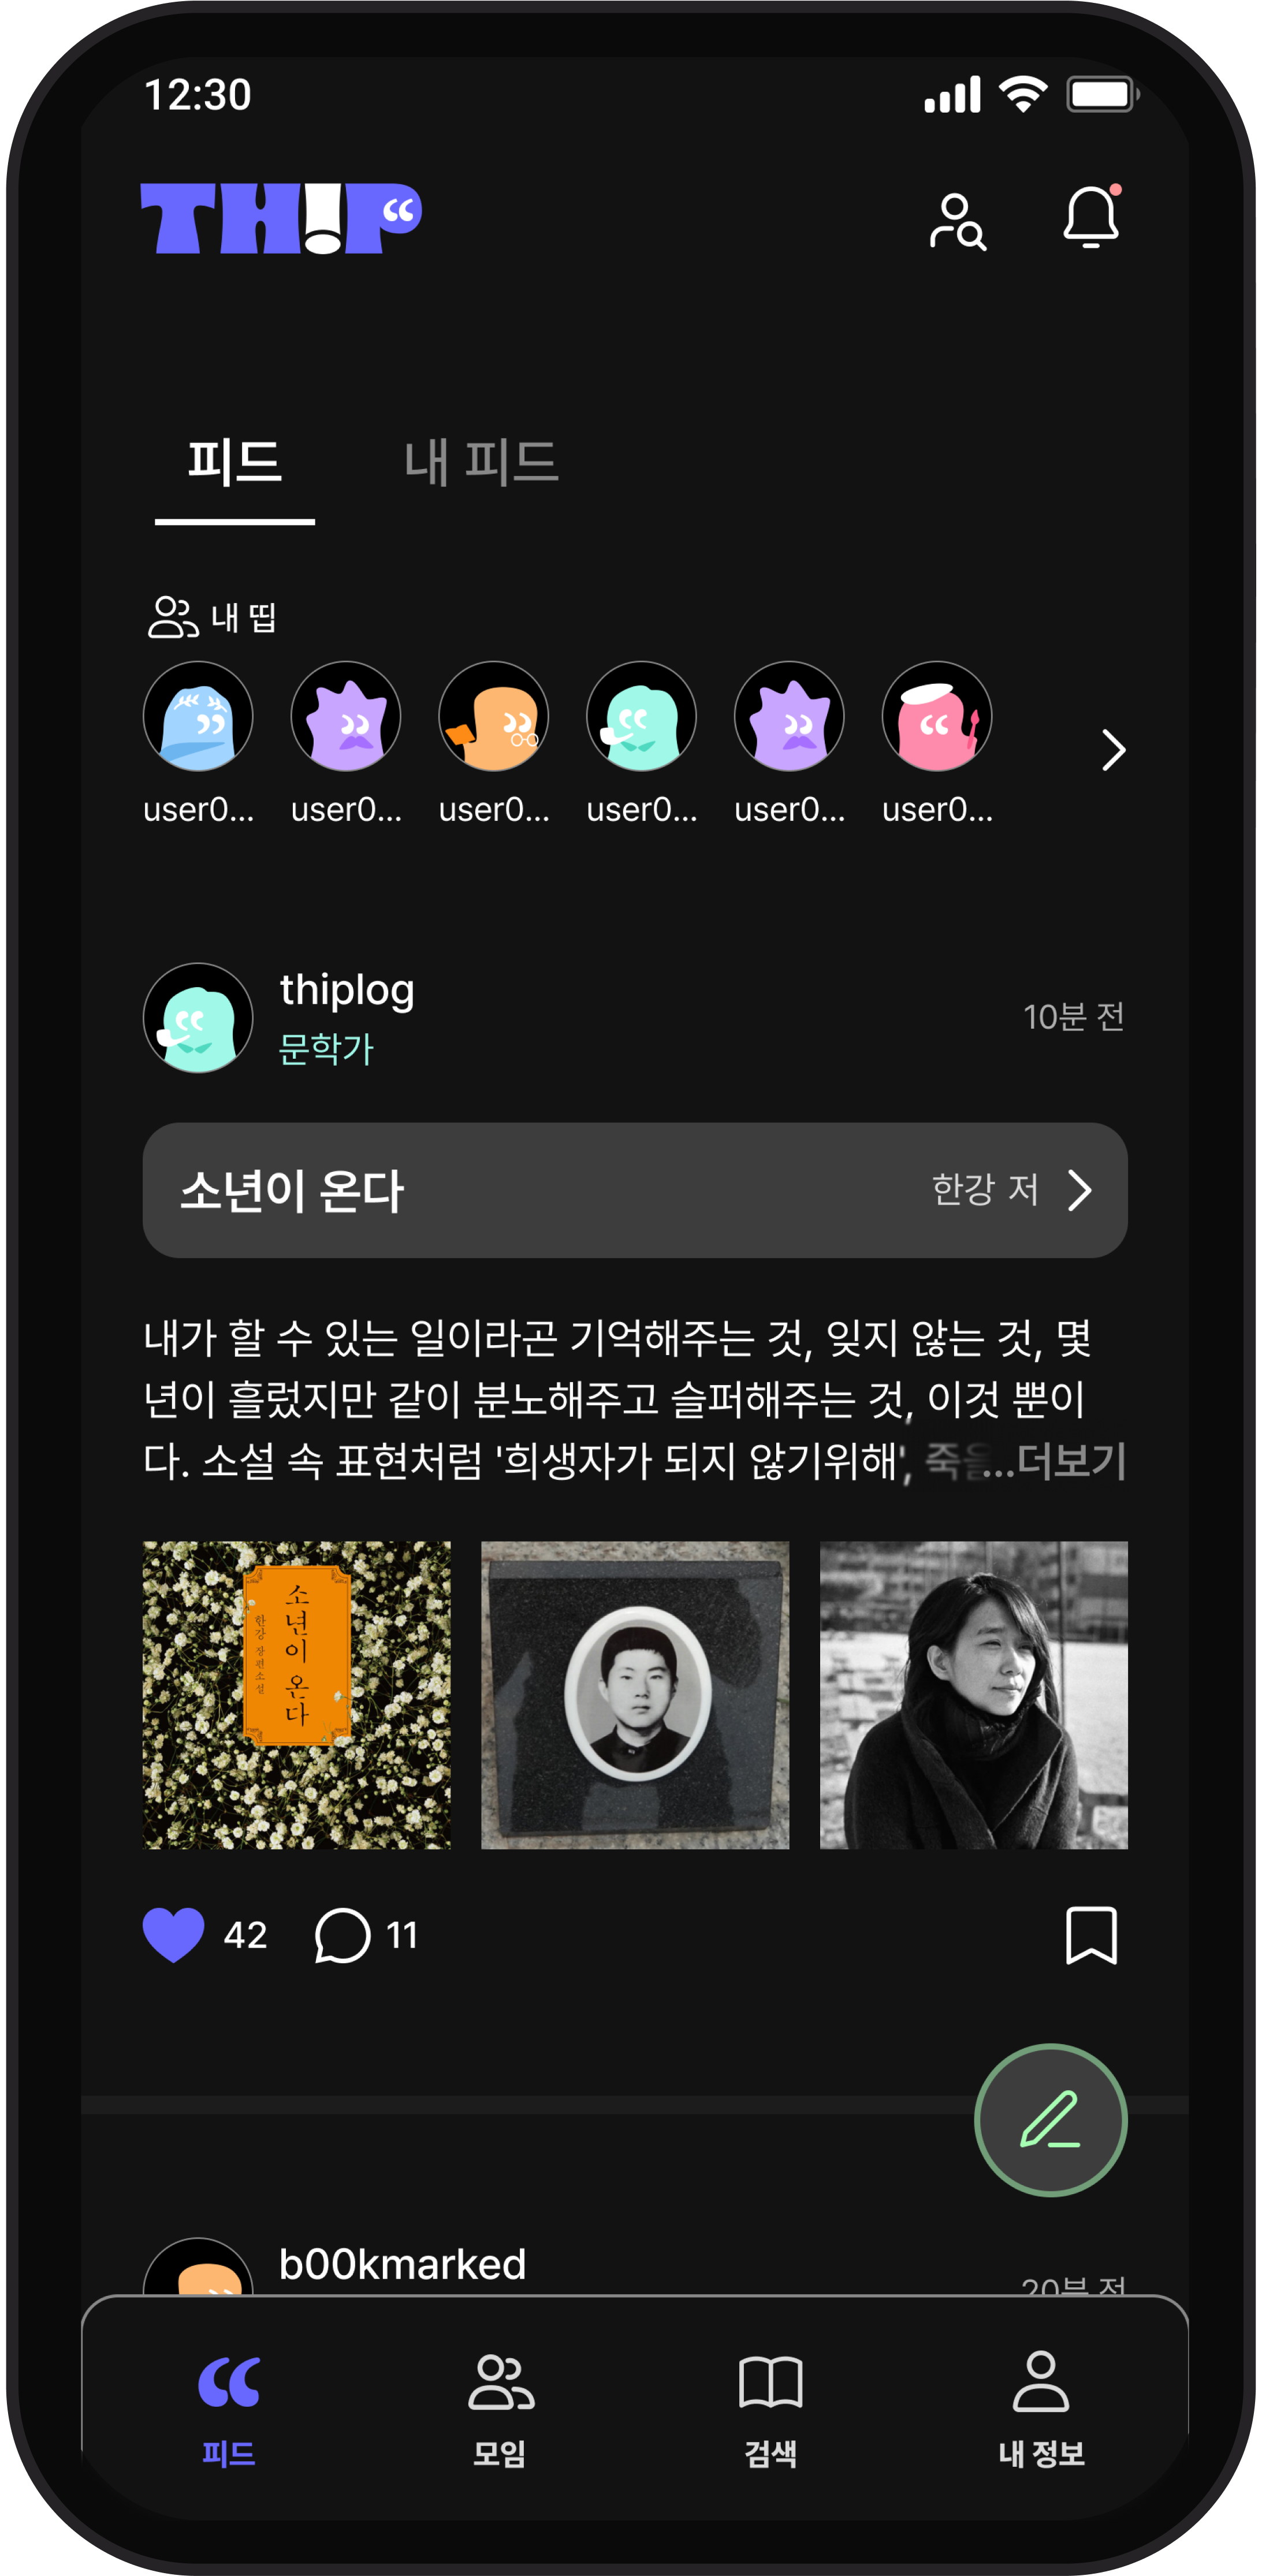 12:30
THIP
피드 내 피드
내 띱
user0... user0... user0... user0... user0... user0...
thiplog
문학가
10분 전
소년이 온다
한강 저
내가 할 수 있는 일이라곤 기억해주는 것, 잊지 않는 것, 몇
년이 흘렀지만 같이 분노해주고 슬퍼해주는 것, 이것 뿐이
다. 소설 속 표현처럼 '희생자가 되지 않기위해', 죽을...더보기
소년이 온다
한강 장편소설
42 11
b00kmarked
20분 전
피드 모임 검색 내 정보